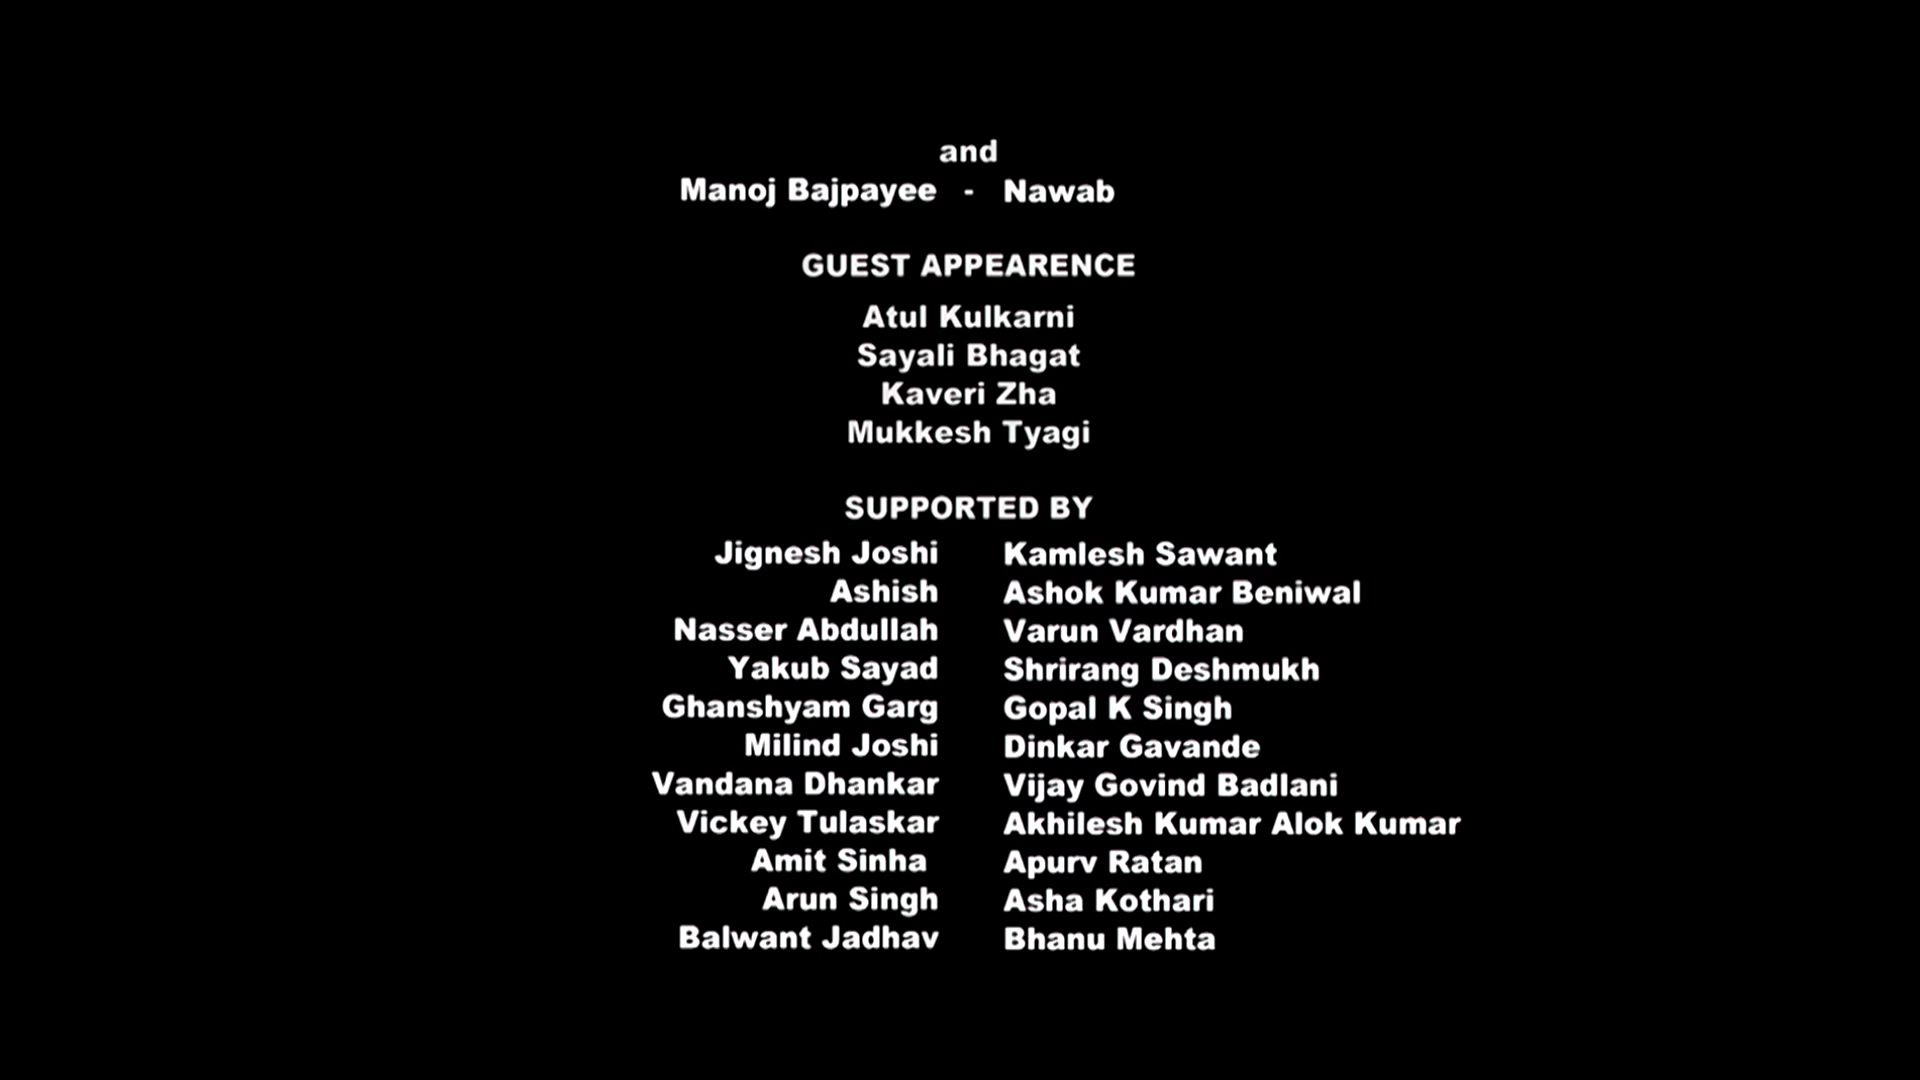 and
Manoj Bajpayee - Nawab
GUEST APPEARENCE
Atul Kulkarni
Sayali Bhagat
Kaveri Zha
Mukkesh Tyagi
SUPPORTED BY
Jignesh Joshi Kamlesh Sawant
Ashish Ashok Kumar Beniwal
Nasser Abdullah Varun Vardhan
Yakub Sayad Shrirang Deshmukh
Ghanshyam Garg Gopal K Singh
Milind Joshi Dinkar Gavande
Vandana Dhankar Vijay Govind Badlani
Vickey Tulaskar Akhilesh Kumar Alok Kumar
Amit Sinha Apurv Ratan
Arun Singh Asha Kothari
Balwant Jadhav Bhanu Mehta